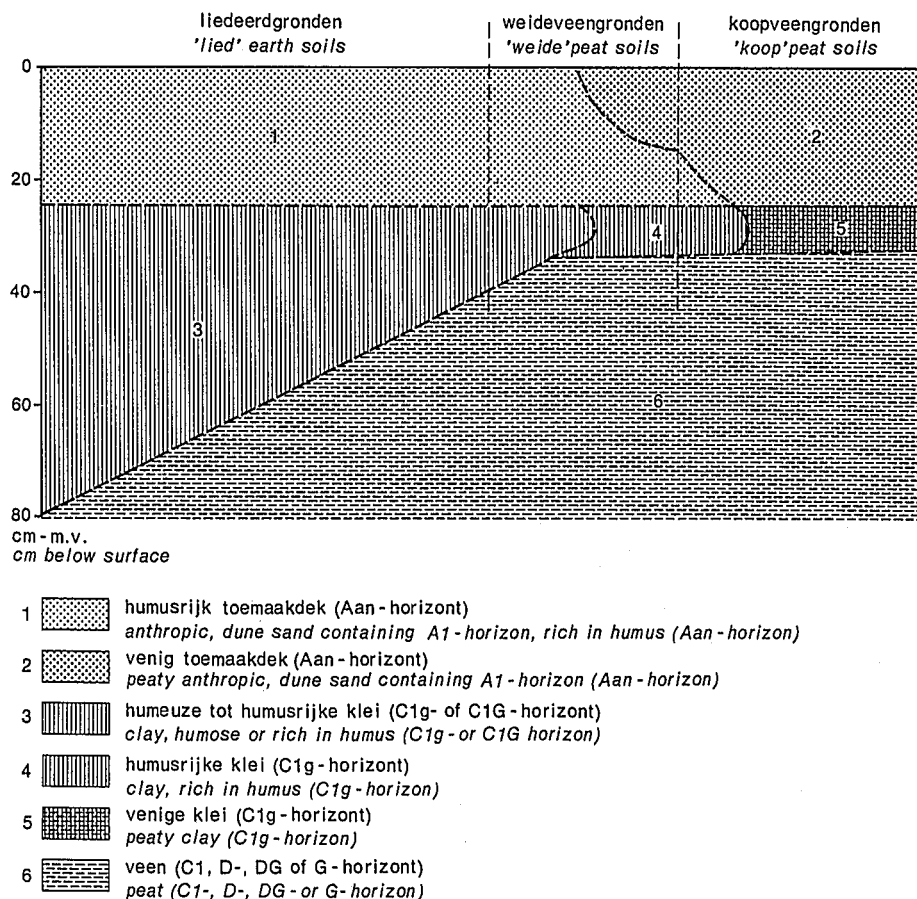 liedeerdgronden weideveengronden koopveengronden
'lied' earth soils 'weide' peat soils 'koop' peat soils
0
1 2
20
4 5
40
3
60
6
80
cm - m.v.
cm below surface
1 humusrijk toemaakdek (Aan - horizont)
anthropic, dune sand containing A1 - horizon, rich in humus (Aan - horizon)
2 venig toemaakdek (Aan - horizont)
peaty anthropic, dune sand containing A1 - horizon (Aan - horizon)
3 humeuze tot humusrijke klei (C1g- of C1G - horizont)
clay, humose or rich in humus (C1g - or C1G horizon)
4 humusrijke klei (C1g - horizont)
clay, rich in humus (C1g - horizon)
5 venige klei (C1g - horizont)
peaty clay (C1g - horizon)
6 veen (C1, D-, DG of G - horizont)
peat (C1-, D-, DG - or G - horizon)